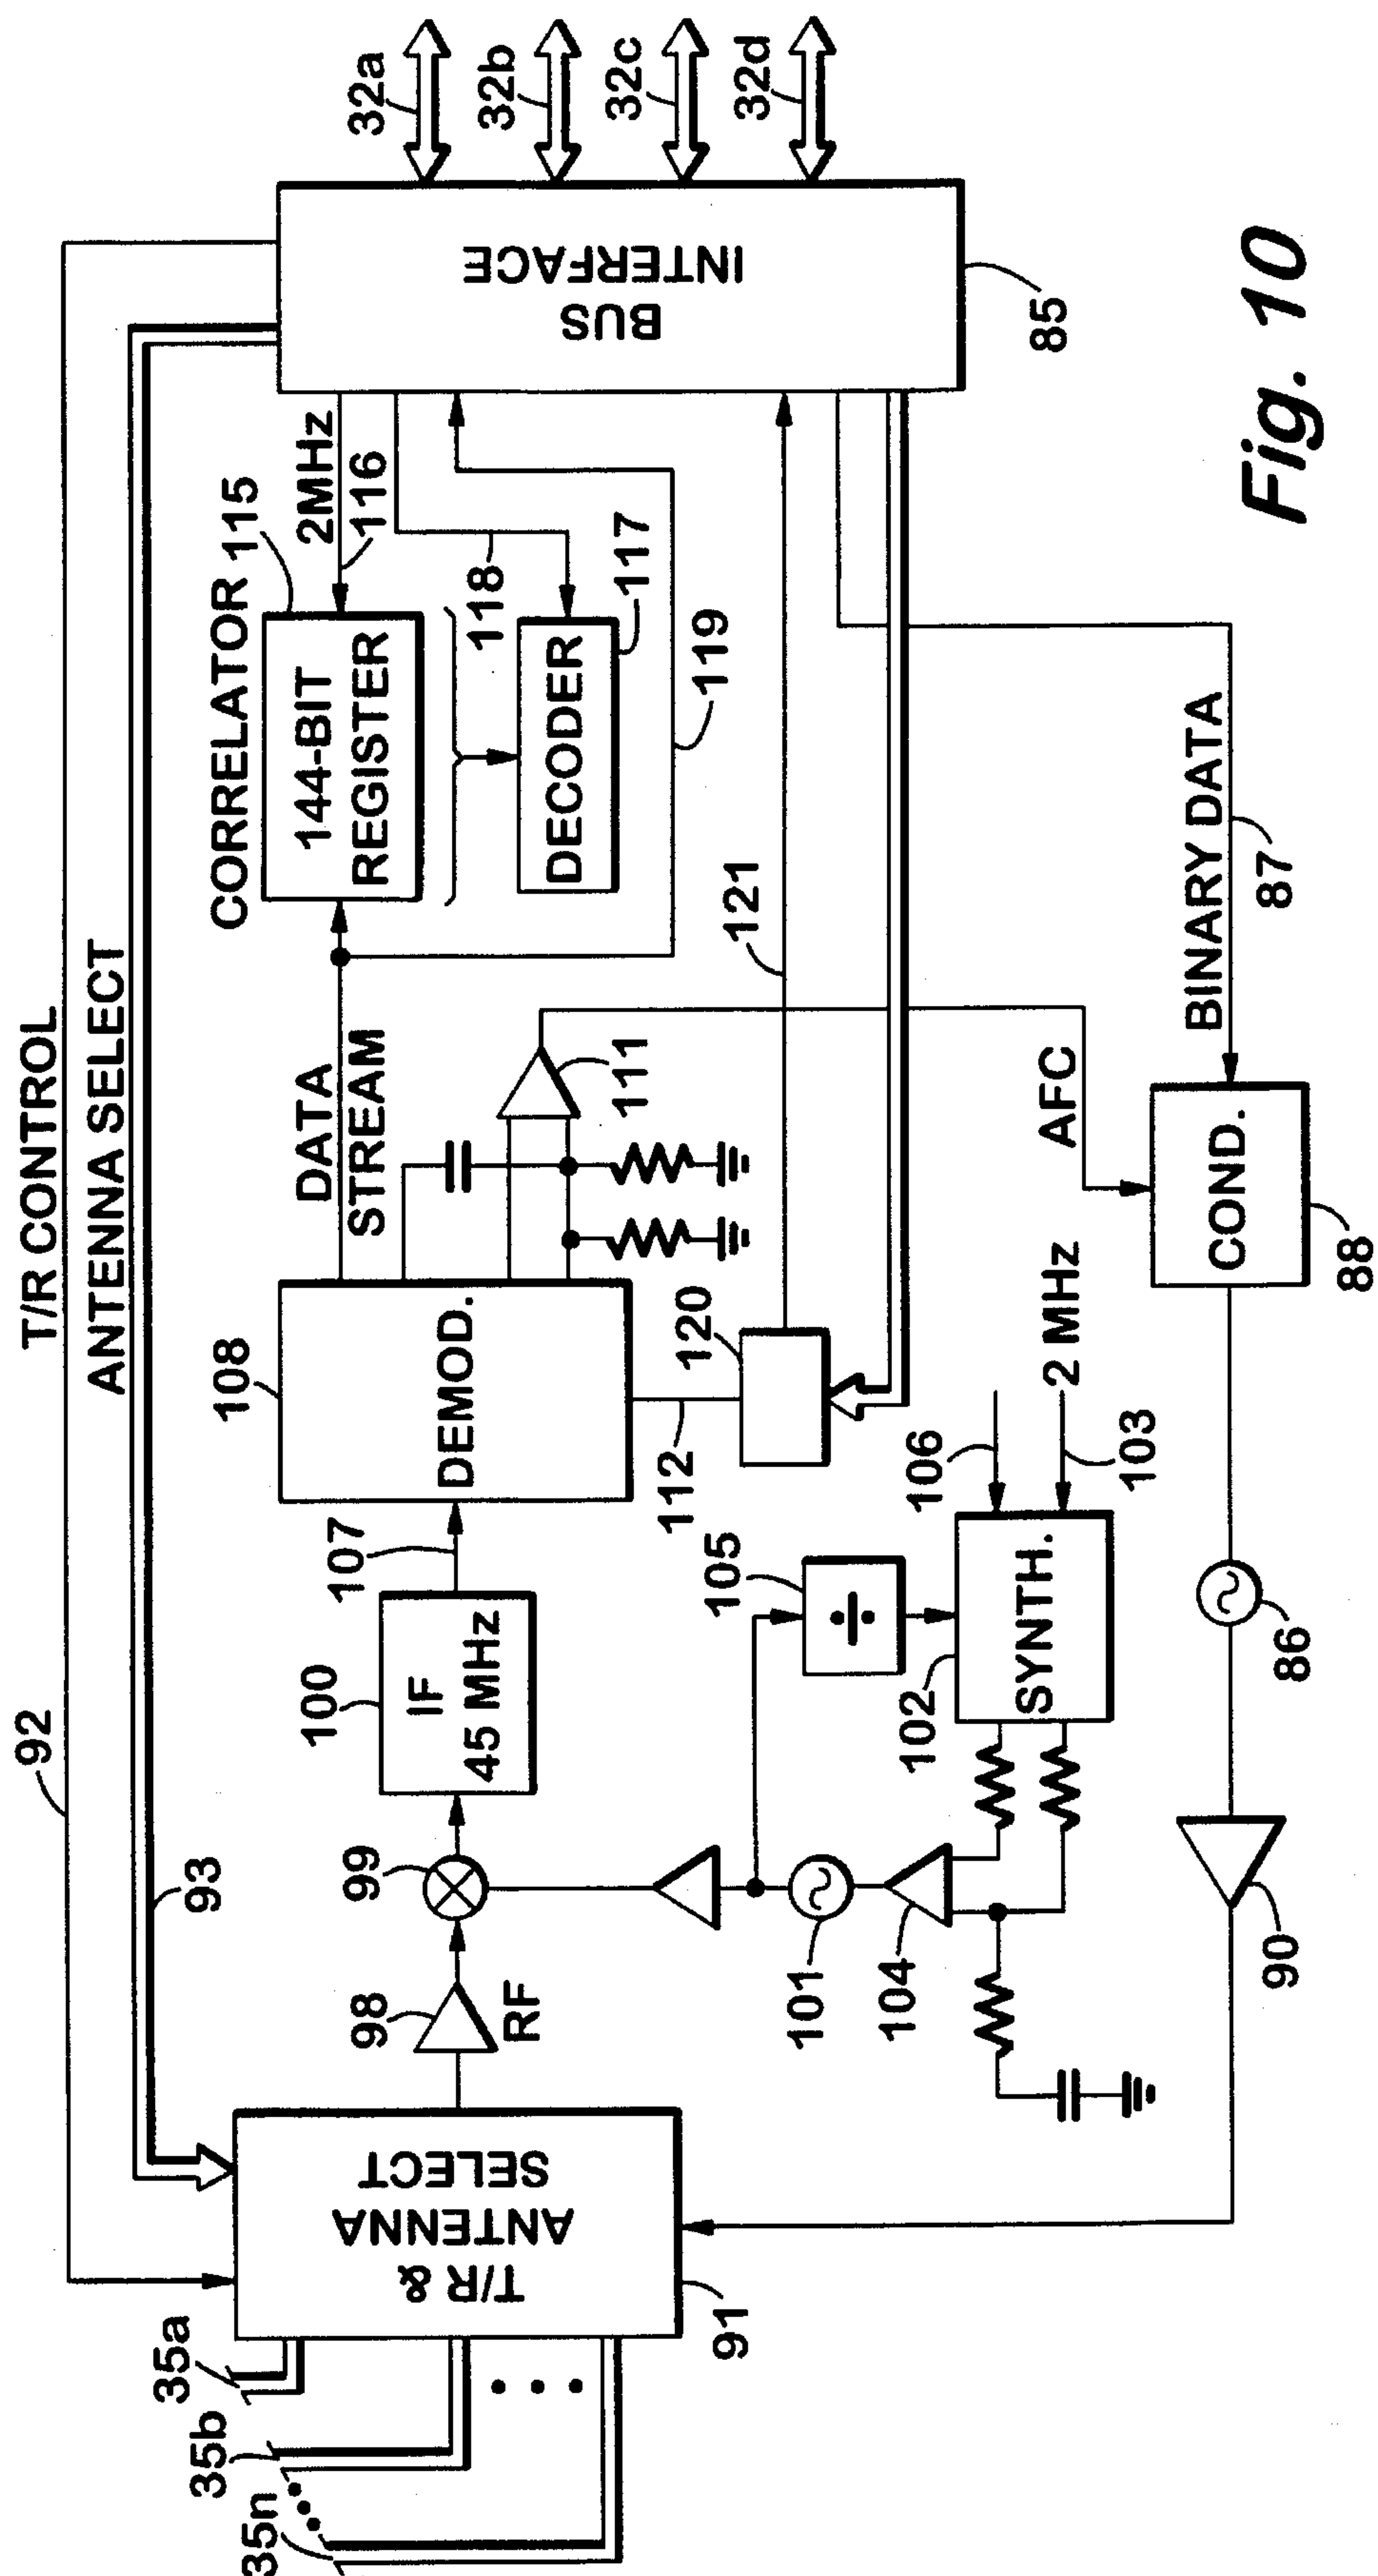 T/R CONTROL
ANTENNA SELECT
92
93
35a
35b
35n
T/R &
ANTENNA
SELECT
91
98
RF
99
100
IF
45 MHz
107
108
DEMOD.
DATA
STREAM
CORRELATOR
115
144-BIT
REGISTER
2MHz
116
118
DECODER
117
119
111
112
120
121
BUS
INTERFACE
85
32a
32b
32c
32d
101
104
105
102
SYNTH.
106
2 MHz
103
AFC
COND.
88
BINARY DATA
87
86
90
Fig. 10